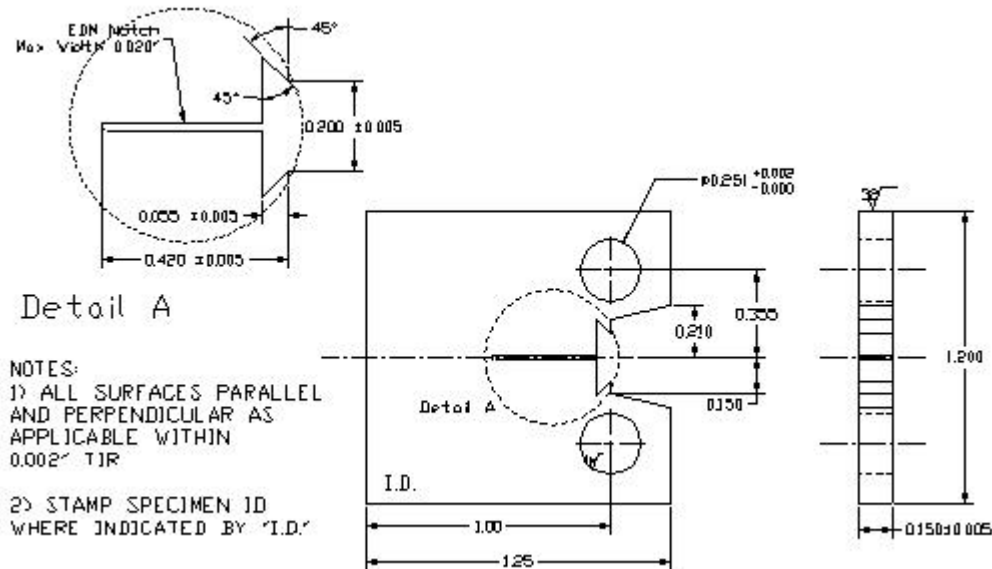 EDM Notch
Max Width 0.020"
45°
45°
0.200 ±0.005
0.055 ±0.005
0.420 ±0.005
Detail A
ø0.251 +0.002
-0.000
0.355
0.210
1.200
NOTES:
1) ALL SURFACES PARALLEL
AND PERPENDICULAR AS
APPLICABLE WITHIN
0.002" TIR
Detail A
0.150
I.D.
2) STAMP SPECIMEN ID
WHERE INDICATED BY "I.D."
1.00
0.150±0.005
1.25